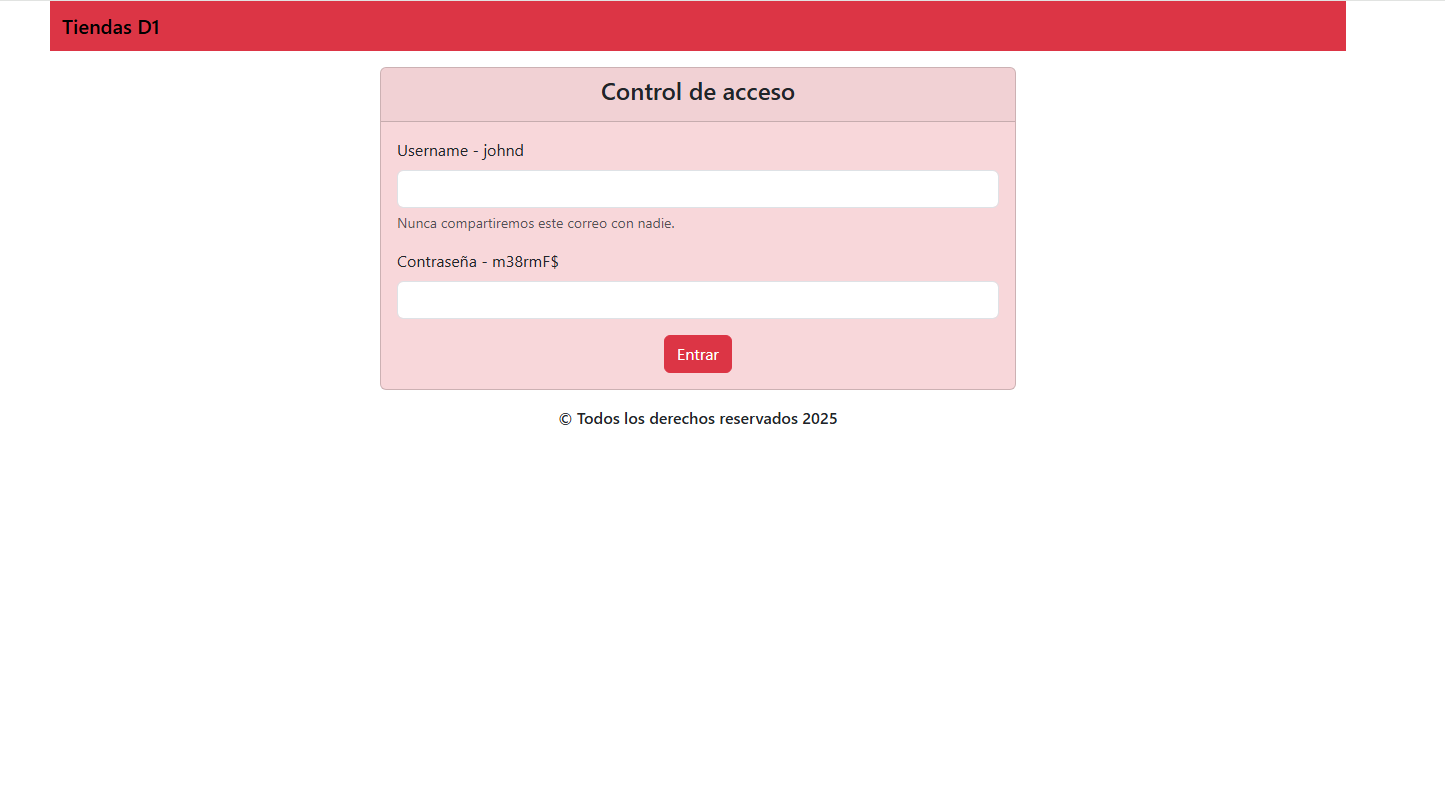 Tiendas D1
Control de acceso
Username - johnd
Nunca compartiremos este correo con nadie.
Contraseña - m38rmF$
Entrar
© Todos los derechos reservados 2025